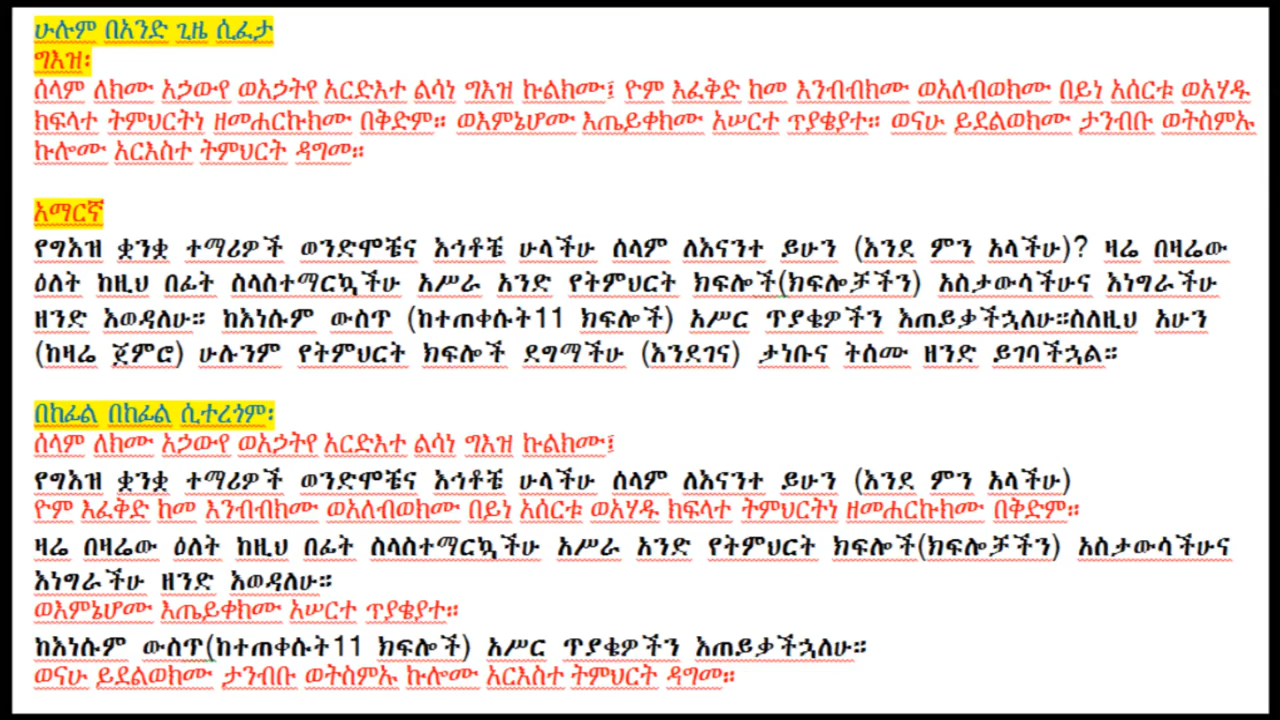 ሁሉም በአንድ ጊዜ ሲፈታ
ግእዝ፡
ሰላም ለክሙ አኃውየ ወአኃትየ አርድእተ ልሳነ ግእዝ ኩልክሙ፤ ዮም እፈቅድ ከመ እንብብክሙ ወአለብወክሙ በይነ አሰርቱ ወአሃዱ
ክፍላተ ትምህርትነ ዘመሐርኩክሙ በቅድም። ወእምኔሆሙ እጤይቀክሙ አሠርተ ጥያቄያተ። ወናሁ ይደልወክሙ ታንብቡ ወትስምኡ
ኩሎሙ አርእስተ ትምህርት ዳግመ።
አማርኛ
የግእዝ ቋንቋ ተማሪዎች ወንድሞቼና እኅቶቼ ሁላችሁ ሰላም ለእናንተ ይሁን (እንደ ምን አላችሁ)? ዛሬ በዛሬው
ዕለት ከዚህ በፊት ስላስተማርኳችሁ አሥራ አንድ የትምህርት ክፍሎች(ክፍሎቻችን) አስታውሳችሁና እነግራችሁ
ዘንድ እወዳለሁ። ከእነሱም ውስጥ (ከተጠቀሱት11 ክፍሎች) አሥር ጥያቄዎችን እጠይቃችኋለሁ።ስለዚህ አሁን
(ከዛሬ ጀምሮ) ሁሉንም የትምህርት ክፍሎች ደግማችሁ (እንደገና) ታነቡና ትሰሙ ዘንድ ይገባችኋል።
በከፊል በከፊል ሲተረጎም፡
ሰላም ለክሙ አኃውየ ወአኃትየ አርድእተ ልሳነ ግእዝ ኩልክሙ፤
የግእዝ ቋንቋ ተማሪዎች ወንድሞቼና እኅቶቼ ሁላችሁ ሰላም ለእናንተ ይሁን (እንደ ምን አላችሁ)
ዮም እፈቅድ ከመ እንብብክሙ ወአለብወክሙ በይነ አሰርቱ ወአሃዱ ክፍላተ ትምህርትነ ዘመሐርኩክሙ በቅድም።
ዛሬ በዛሬው ዕለት ከዚህ በፊት ስላስተማርኳችሁ አሥራ አንድ የትምህርት ክፍሎች(ክፍሎቻችን) አስታውሳችሁና
እነግራችሁ ዘንድ እወዳለሁ።
ወእምኔሆሙ እጤይቀክሙ አሠርተ ጥያቄያተ።
ከእነሱም ውስጥ(ከተጠቀሱት11 ክፍሎች) አሥር ጥያቄዎችን እጠይቃችኋለሁ።
ወናሁ ይደልወክሙ ታንብቡ ወትስምኡ ኩሎሙ አርእስተ ትምህርት ዳግመ።